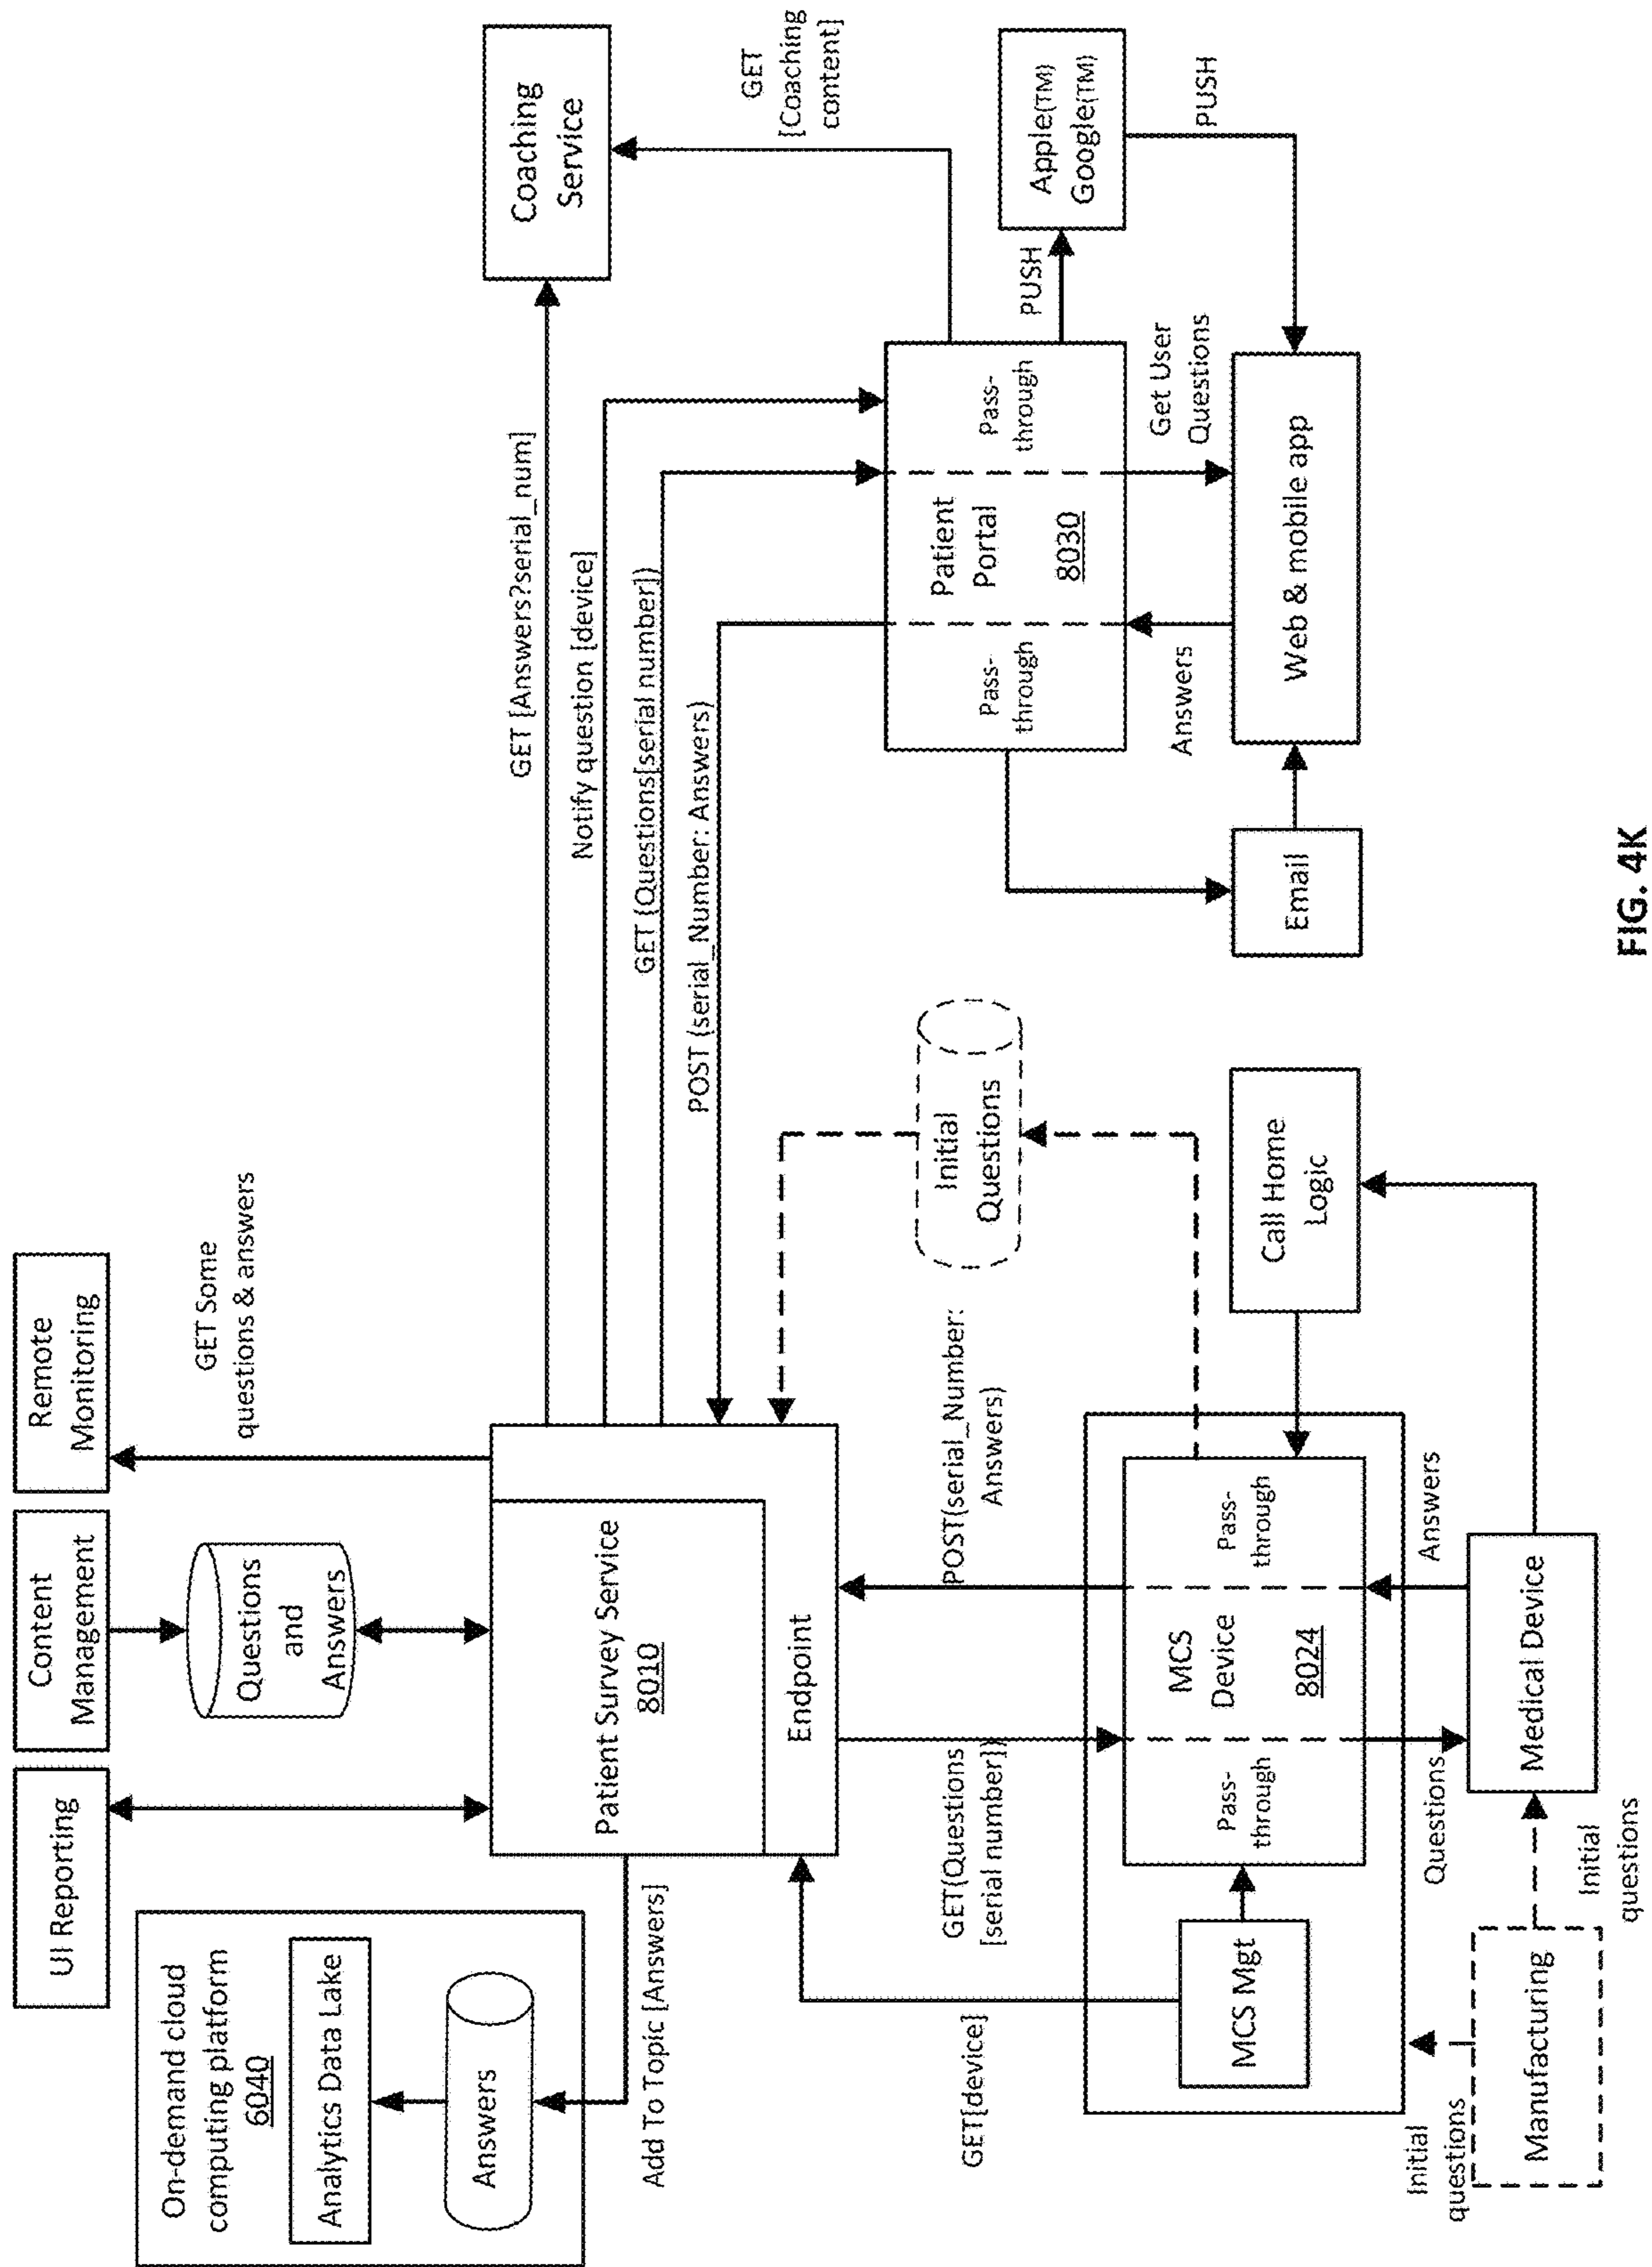 UI Reporting
Content
Management
Remote
Monitoring
On-demand cloud
computing platform
6040
Analytics Data Lake
Answers
Questions
and
Answers
GET Some
questions & answers
Add To Topic [Answers]
Patient Survey Service
8010
Endpoint
GET [Answers?serial_num]
Notify question [device]
GET (Questions[serial number])
POST (serial_Number: Answers)
Coaching
Service
GET
[Coaching
content]
GET[device]
GET(Questions
[serial number])
POST(serial_Number:
Answers)
Initial
Questions
Pass-
through
Patient
Portal
8030
Pass-
through
PUSH
Apple(TM)
Google(TM)
PUSH
MCS Mgt
Pass-
through
MCS
Device
8024
Pass-
through
Call Home
Logic
Email
Answers
Get User
Questions
Web & mobile app
Initial
questions
Questions
Answers
Manufacturing
Initial
questions
Medical Device
FIG. 4K